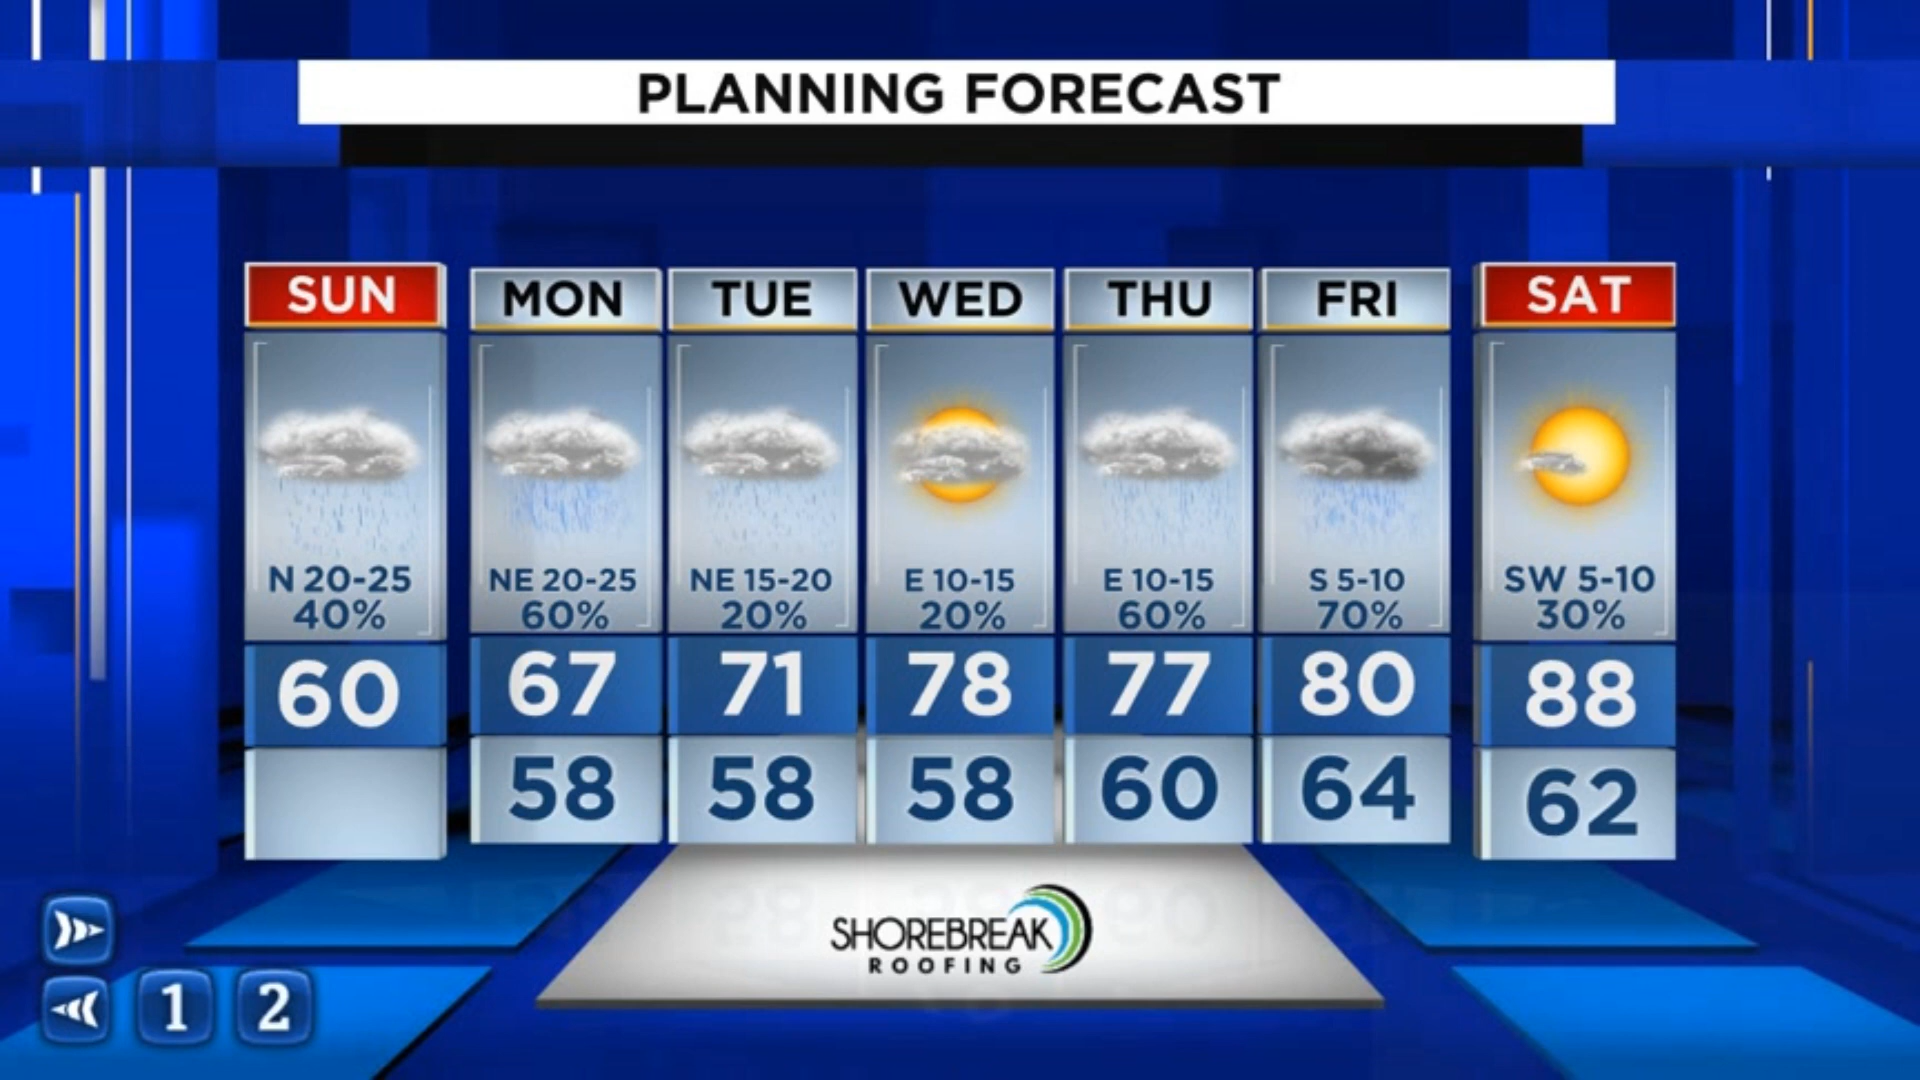 PLANNING FORECAST
SUN
N 20-25
40%
60
MON
NE 20-25
60%
67
58
TUE
NE 15-20
20%
71
58
WED
E 10-15
20%
78
58
THU
E 10-15
60%
77
60
FRI
S 5-10
70%
80
64
SAT
SW 5-10
30%
88
62
SHOREBREAK
ROOFING
1 2